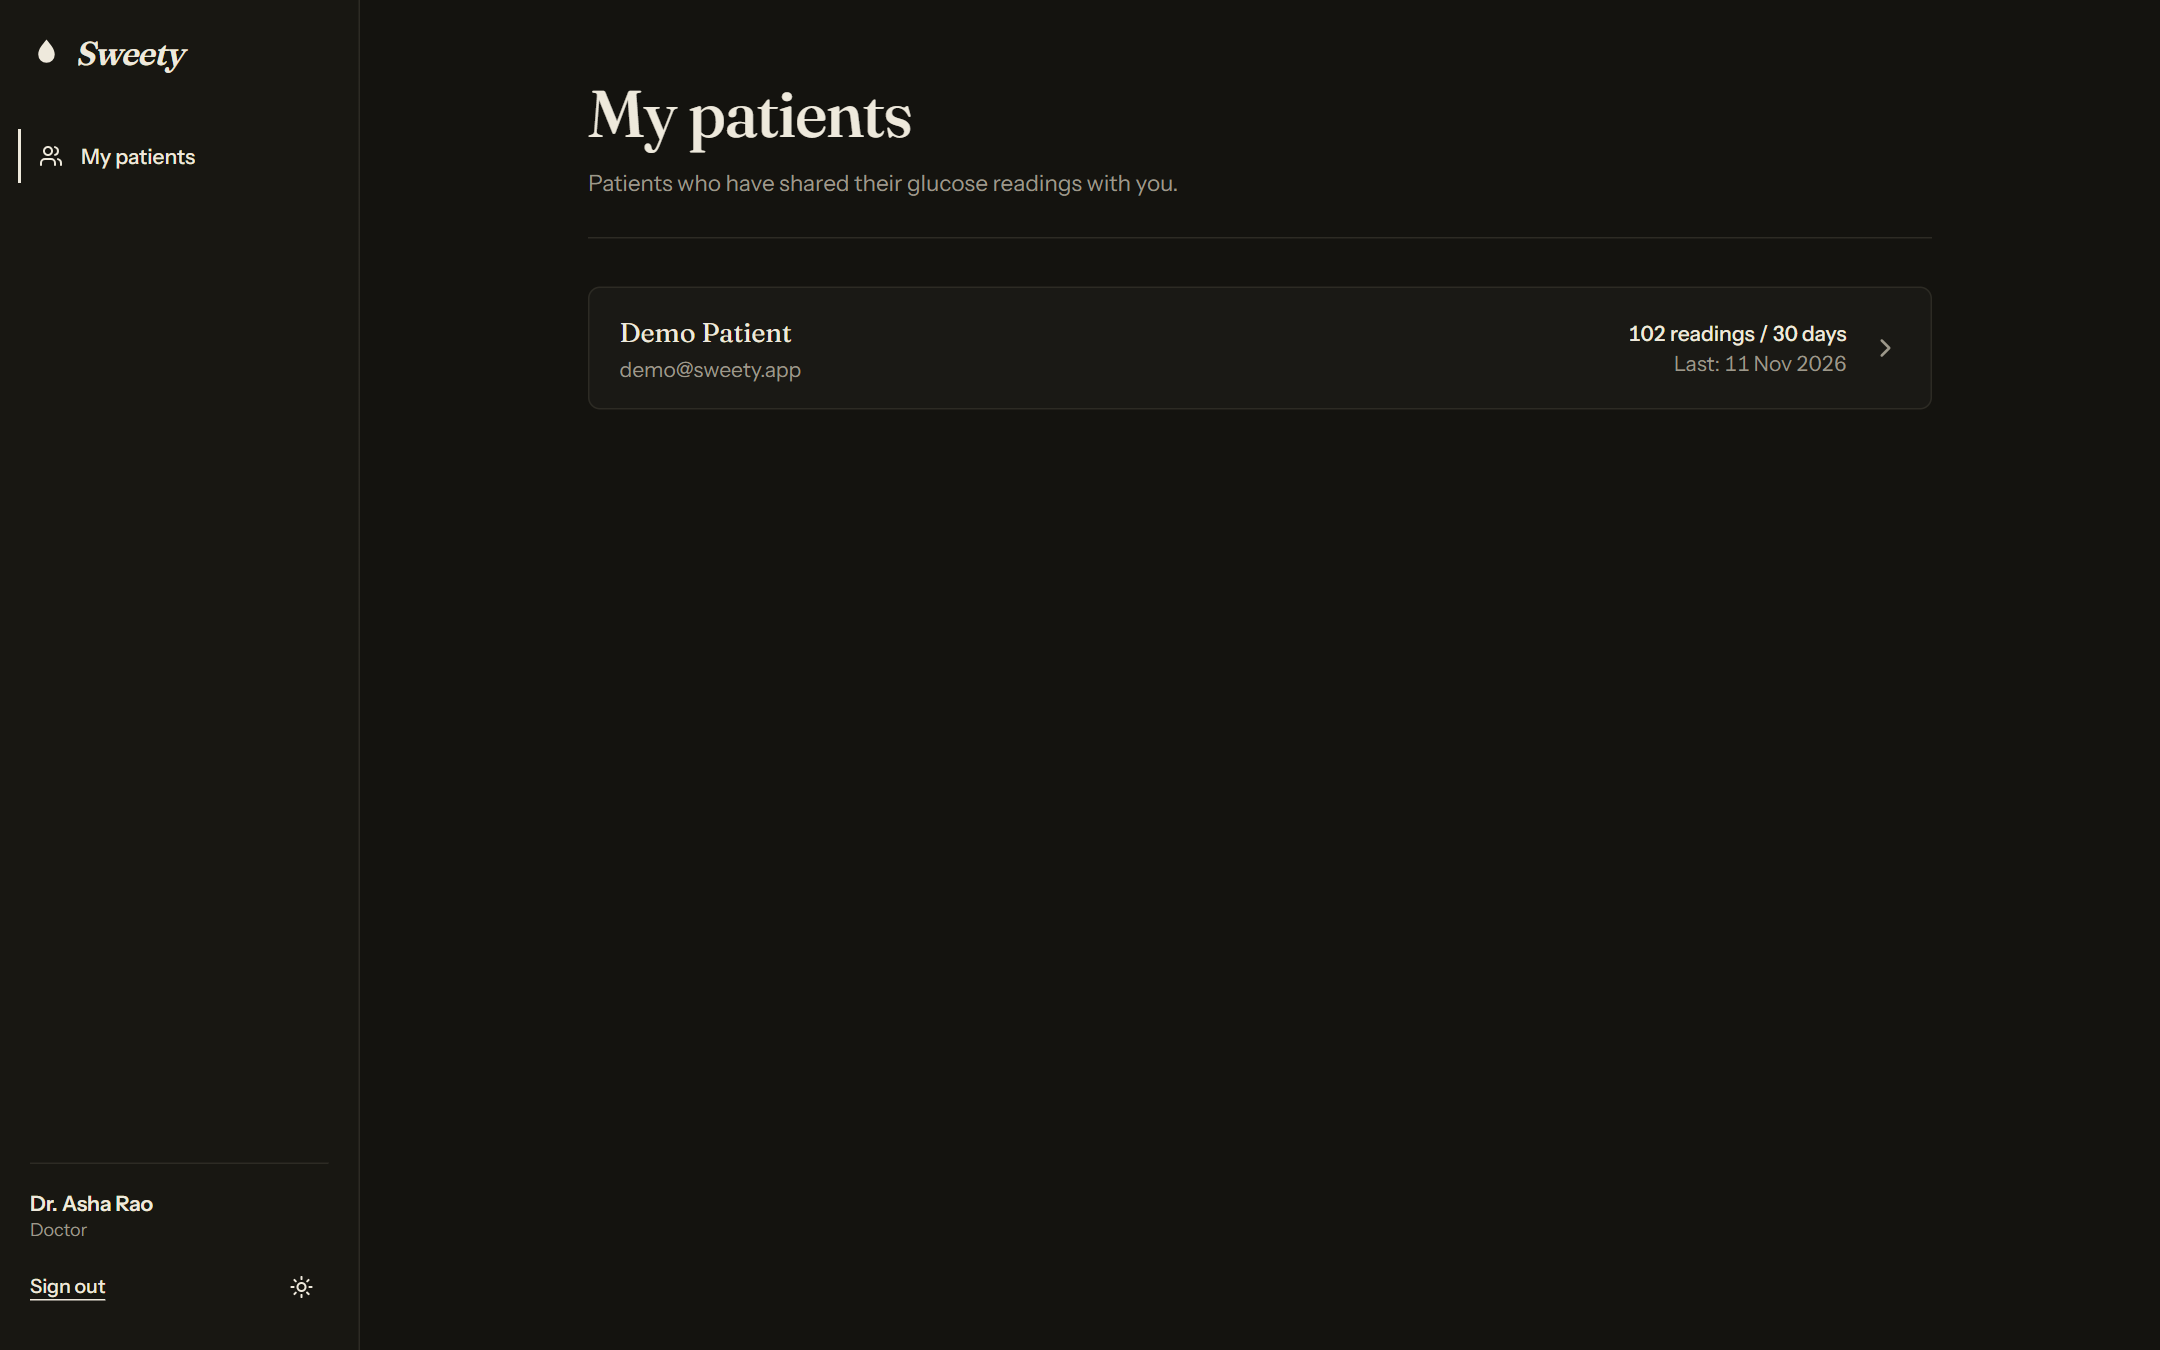 Sweety
My patients
My patients
Patients who have shared their glucose readings with you.
Demo Patient
demo@sweety.app
102 readings / 30 days
Last: 11 Nov 2026
Dr. Asha Rao
Doctor
Sign out